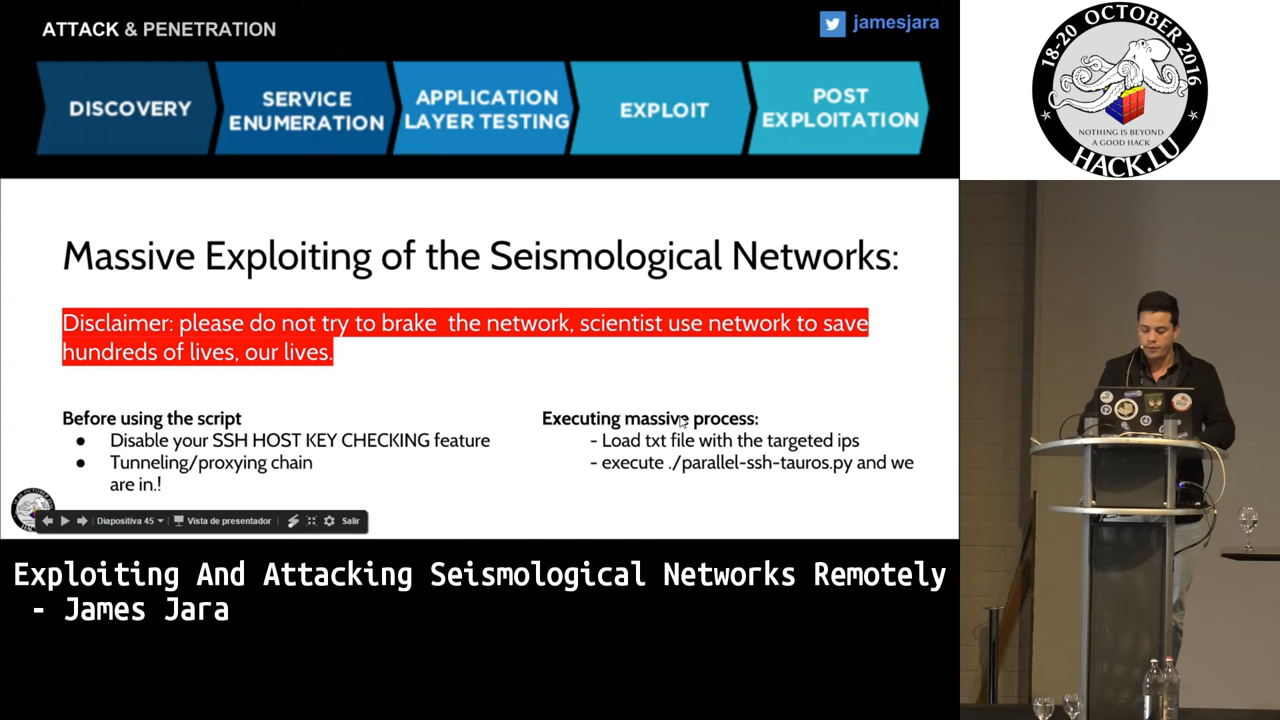 ATTACK & PENETRATION
jamesjara
DISCOVERY
SERVICE
ENUMERATION
APPLICATION
LAYER TESTING
EXPLOIT
POST
EXPLOITATION
18-20 OCTOBER 2016
NOTHING IS BEYOND
A GOOD HACK
HACK.LU
Massive Exploiting of the Seismological Networks:
Disclaimer: please do not try to brake the network, scientist use network to save
hundreds of lives, our lives.
Before using the script
● Disable your SSH HOST KEY CHECKING feature
● Tunneling/proxying chain
are in.!
Executing massive process:
- Load txt file with the targeted ips
- execute ./parallel-ssh-tauros.py and we
Diapositiva 45
Vista de presentador
Salir
Exploiting And Attacking Seismological Networks Remotely
- James Jara